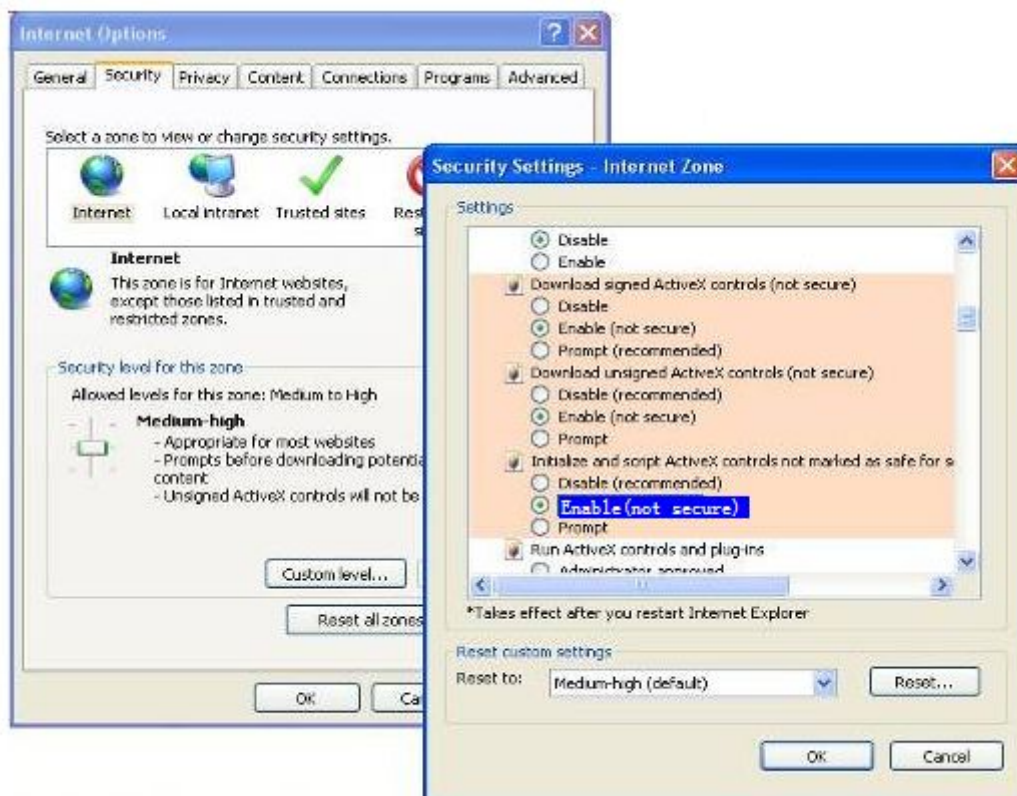 Internet Options
General Security Privacy Content Connections Programs Advanced
Select a zone to view or change security settings.
Internet Local intranet Trusted sites
Internet
This zone is for Internet websites,
except those listed in trusted and
restricted zones.
Security level for this zone
Allowed levels for this zone: Medium to High
Medium-high
- Appropriate for most websites
- Prompts before downloading
content
- Unsigned ActiveX controls will not be
Custom level...
Reset all zones
OK
Security Settings - Internet Zone
Settings
Disable
Enable
Download signed ActiveX controls (not secure)
Disable
Enable (not secure)
Prompt (recommended)
Download unsigned ActiveX controls (not secure)
Disable (recommended)
Enable (not secure)
Prompt
Initialize and script ActiveX controls not marked as safe for s
Disable (recommended)
Enable(not secure)
Prompt
Run ActiveX controls and plug-ins
Administrator approved
*Takes effect after you restart Internet Explorer
Reset custom settings
Reset to: Medium-high (default) Reset...
OK Cancel